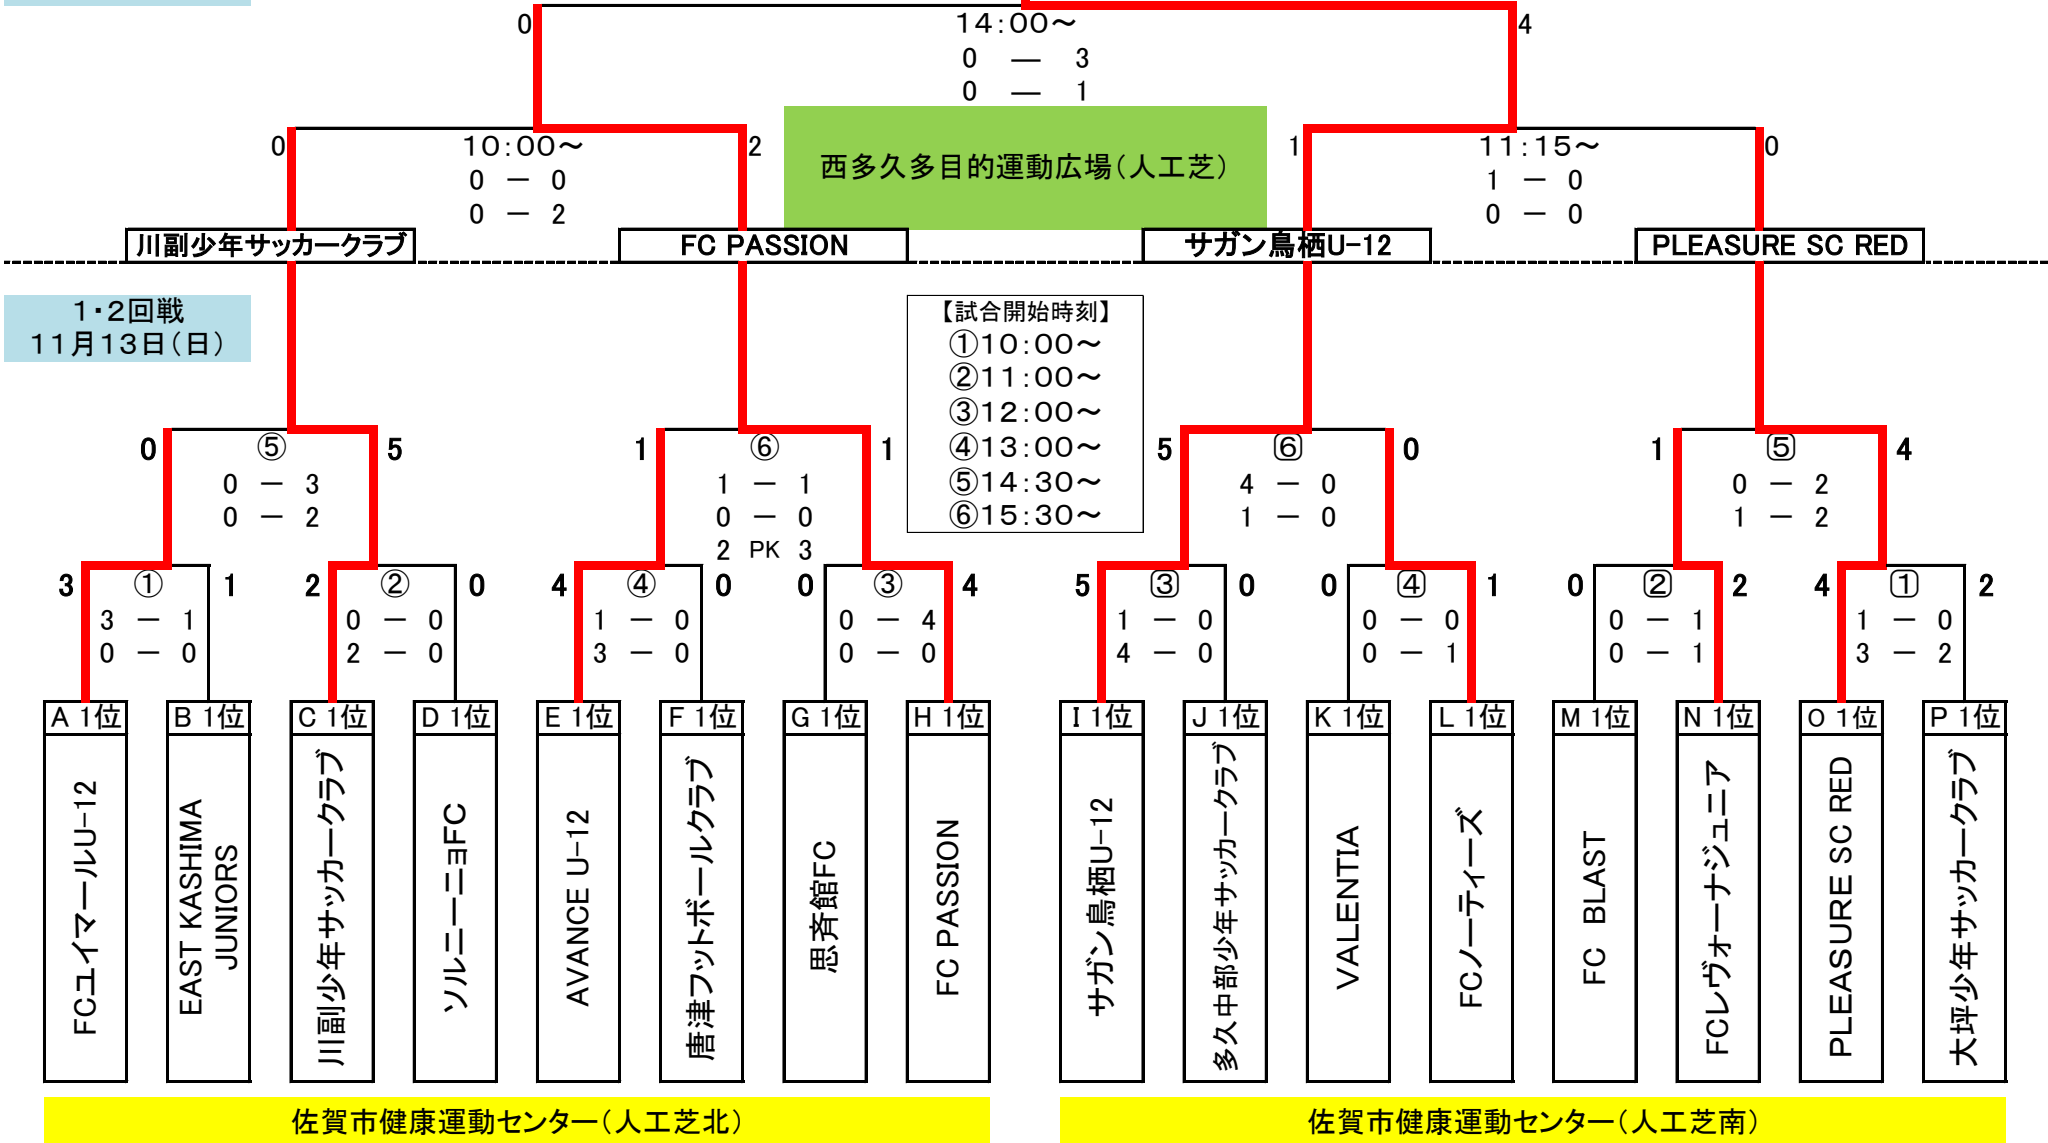 0 14:00～ 4
0 ― 3
0 ― 1
0 10:00～ 2
0 － 0
0 － 2
西多久多目的運動広場（人工芝）
1 11:15～ 0
1 － 0
0 － 0
川副少年サッカークラブ
FC PASSION
サガン鳥栖U-12
PLEASURE SC RED
1・2回戦
11月13日（日）
【試合開始時刻】
①10:00～
②11:00～
③12:00～
④13:00～
⑤14:30～
⑥15:30～
0 ⑤ 5
0 － 3
0 － 2
1 ⑥ 1
1 － 1
0 － 0
2 PK 3
5 6 0
4 － 0
1 － 0
1 5 4
0 － 2
1 － 2
3 ① 1
3 － 1
0 － 0
2 ② 0
0 － 0
2 － 0
4 ④ 0
1 － 0
3 － 0
0 ③ 4
0 － 4
0 － 0
5 3 0
1 － 0
4 － 0
0 4 1
0 － 0
0 － 1
0 2 2
0 － 1
0 － 1
4 1 2
1 － 0
3 － 2
A 1位
B 1位
C 1位
D 1位
E 1位
F 1位
G 1位
H 1位
I 1位
J 1位
K 1位
L 1位
M 1位
N 1位
O 1位
P 1位
FCユイマールU-12
EAST KASHIMA
JUNIORS
川副少年サッカークラブ
ソルニーニョFC
AVANCE U-12
唐津フットボールクラブ
思斉館FC
FC PASSION
サガン鳥栖U-12
多久中部少年サッカークラブ
VALENTIA
FCノーティーズ
FC BLAST
FCレヴォーナジュニア
PLEASURE SC RED
大坪少年サッカークラブ
佐賀市健康運動センター（人工芝北）
佐賀市健康運動センター（人工芝南）